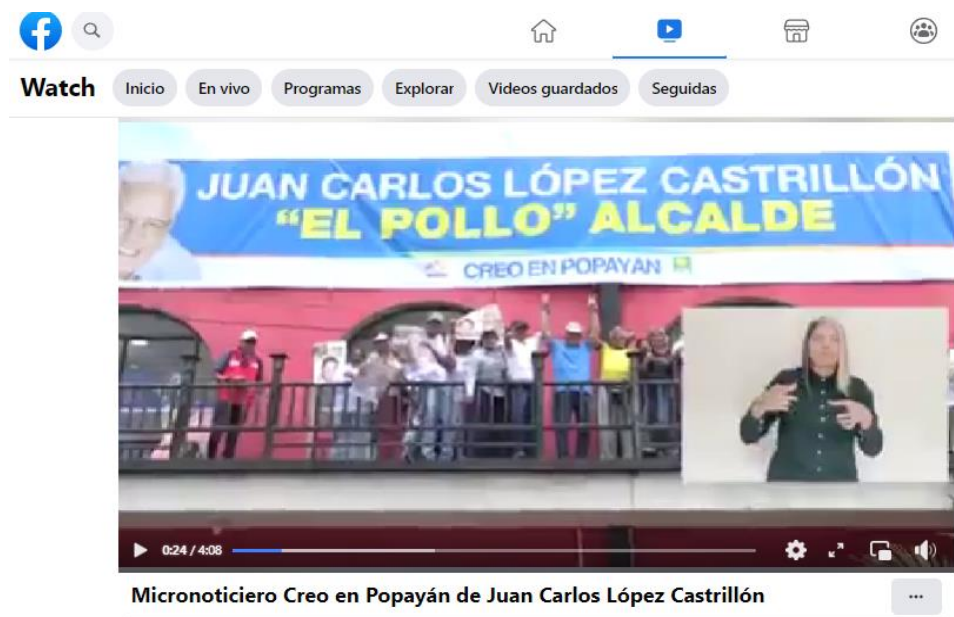 Watch
Inicio
En vivo
Programas
Explorar
Videos guardados
Seguidas
JUAN CARLOS LÓPEZ CASTRILLÓN
“EL POLLO” ALCALDE
CREO EN POPAYAN
0:24 / 4:08
Micronoticiero Creo en Popayán de Juan Carlos López Castrillón